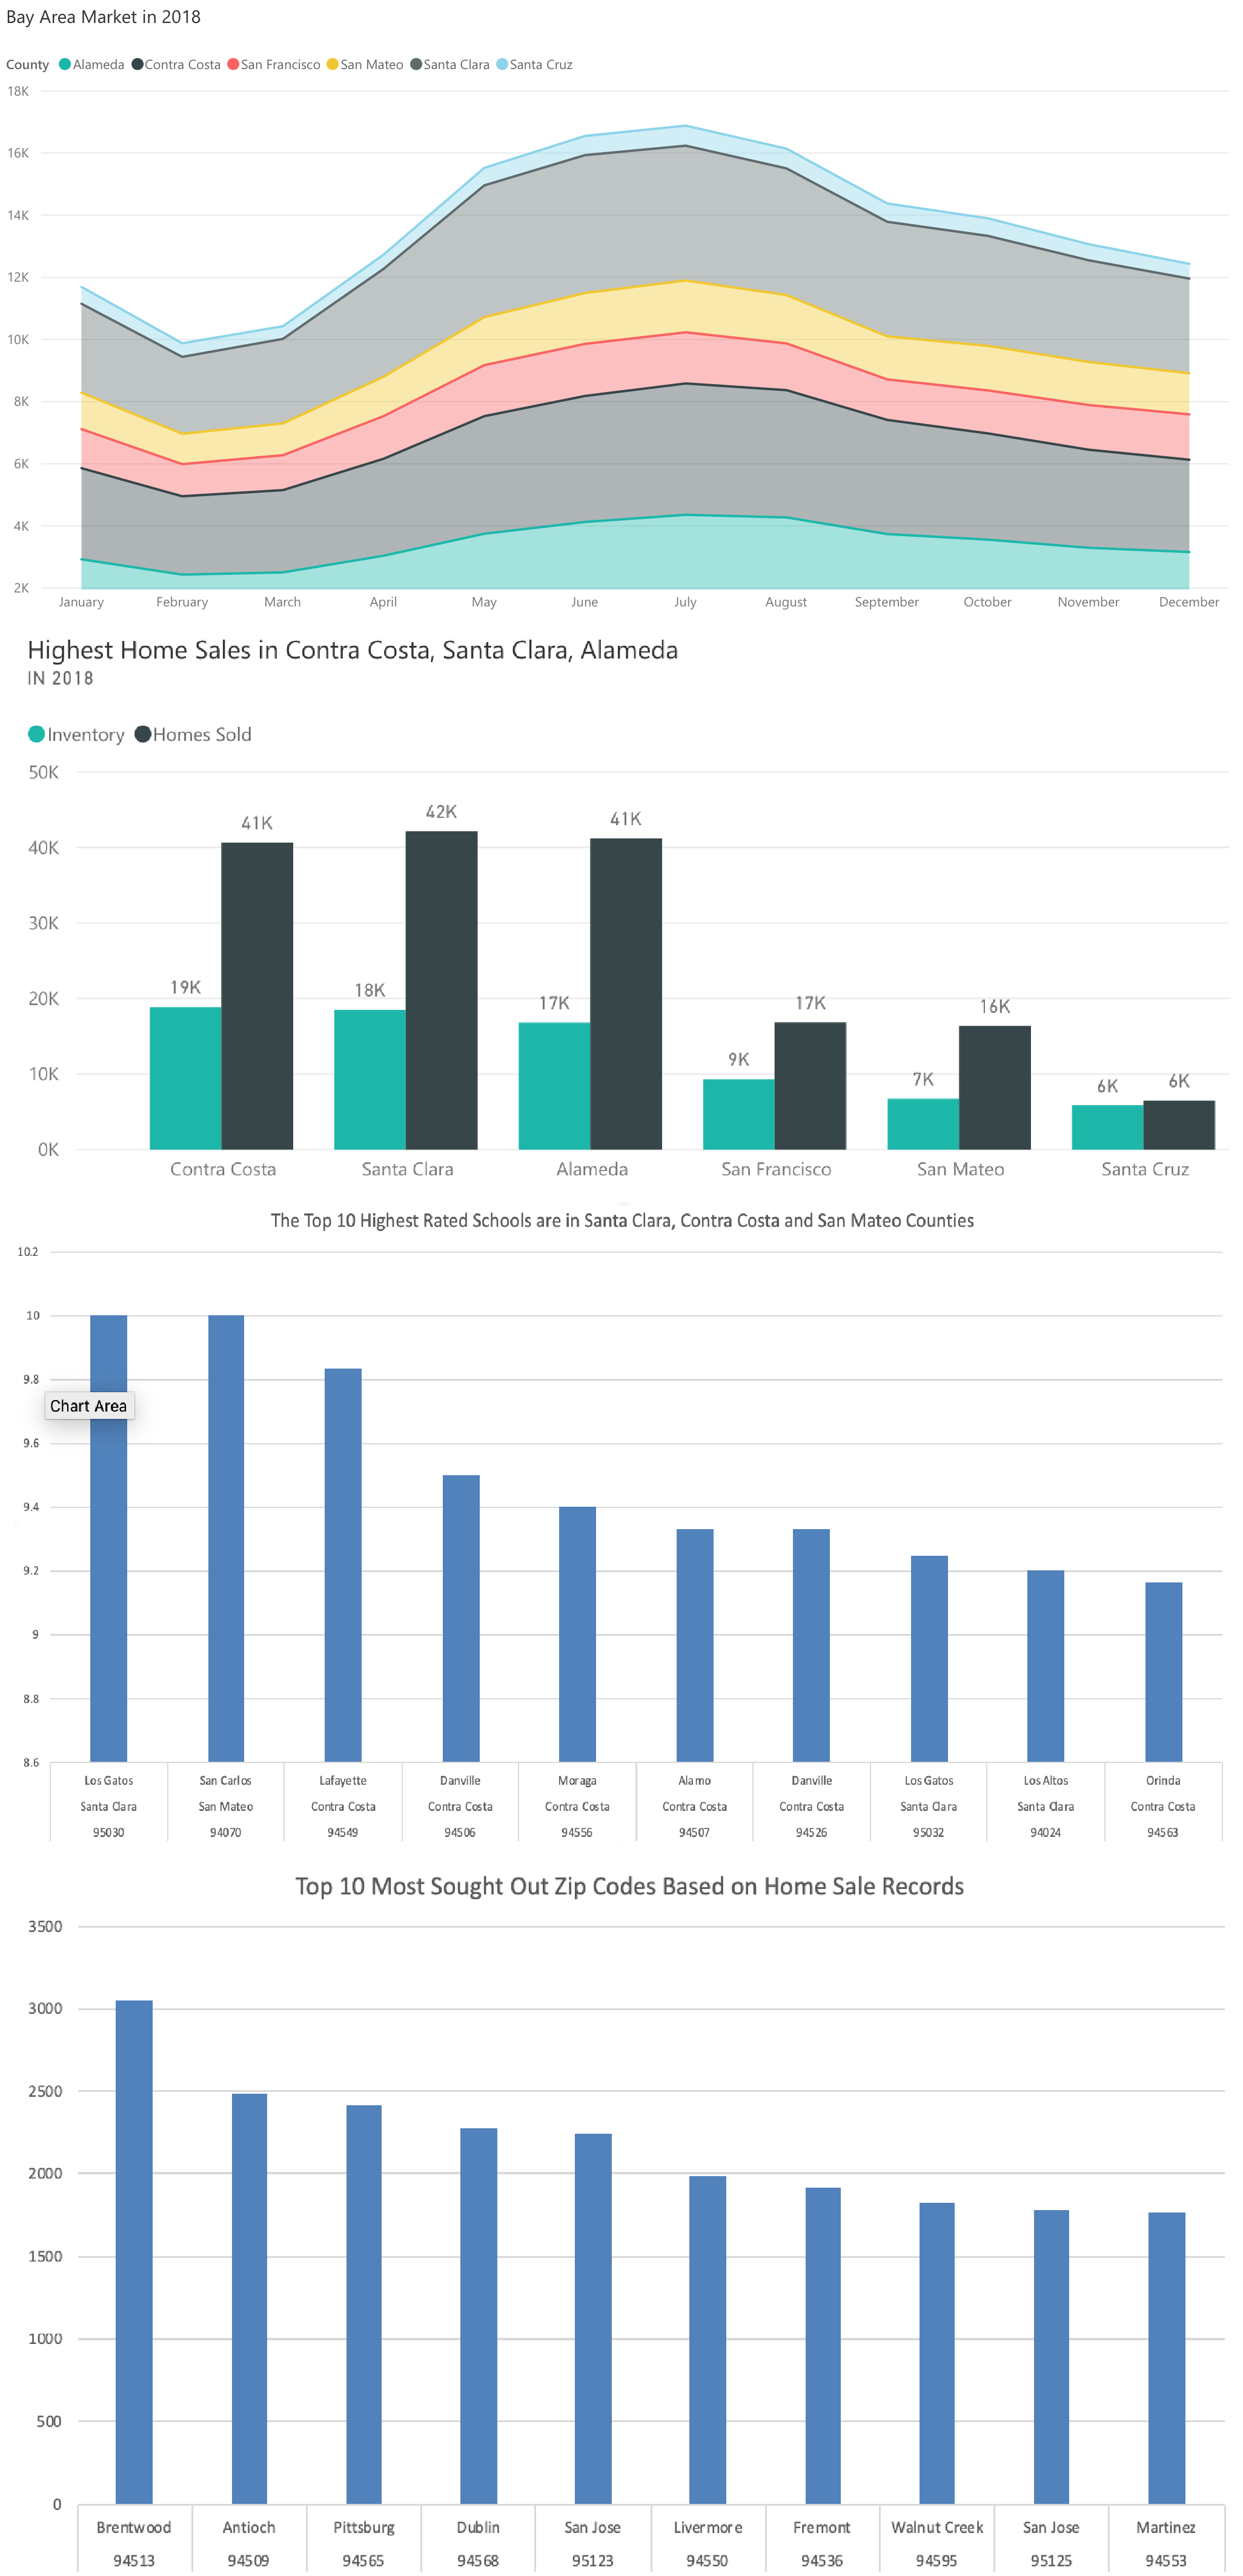 Bay Area Market in 2018
County Alameda Contra Costa San Francisco San Mateo Santa Clara Santa Cruz
18K
16K
14K
12K
10K
8K
6K
4K
2K
January February March April May June July August September October November December
Highest Home Sales in Contra Costa, Santa Clara, Alameda
IN 2018
Inventory Homes Sold
50K
40K
30K
20K
10K
0K
19K 41K 18K 42K 17K 41K 9K 17K 7K 16K 6K 6K
Contra Costa Santa Clara Alameda San Francisco San Mateo Santa Cruz
The Top 10 Highest Rated Schools are in Santa Clara, Contra Costa and San Mateo Counties
10.2
10
9.8
Chart Area
9.6
9.4
9.2
9
8.8
8.6
Los Gatos San Carlos Lafayette Danville Moraga Alamo Danville Los Gatos Los Altos Orinda
Santa Clara San Mateo Contra Costa Contra Costa Contra Costa Contra Costa Contra Costa Santa Clara Santa Clara Contra Costa
95030 94070 94549 94506 94556 94507 94526 95032 94024 94563
Top 10 Most Sought Out Zip Codes Based on Home Sale Records
3500
3000
2500
2000
1500
1000
500
0
Brentwood Antioch Pittsburg Dublin San Jose Livermore Fremont Walnut Creek San Jose Martinez
94513 94509 94565 94568 95123 94550 94536 94595 95125 94553